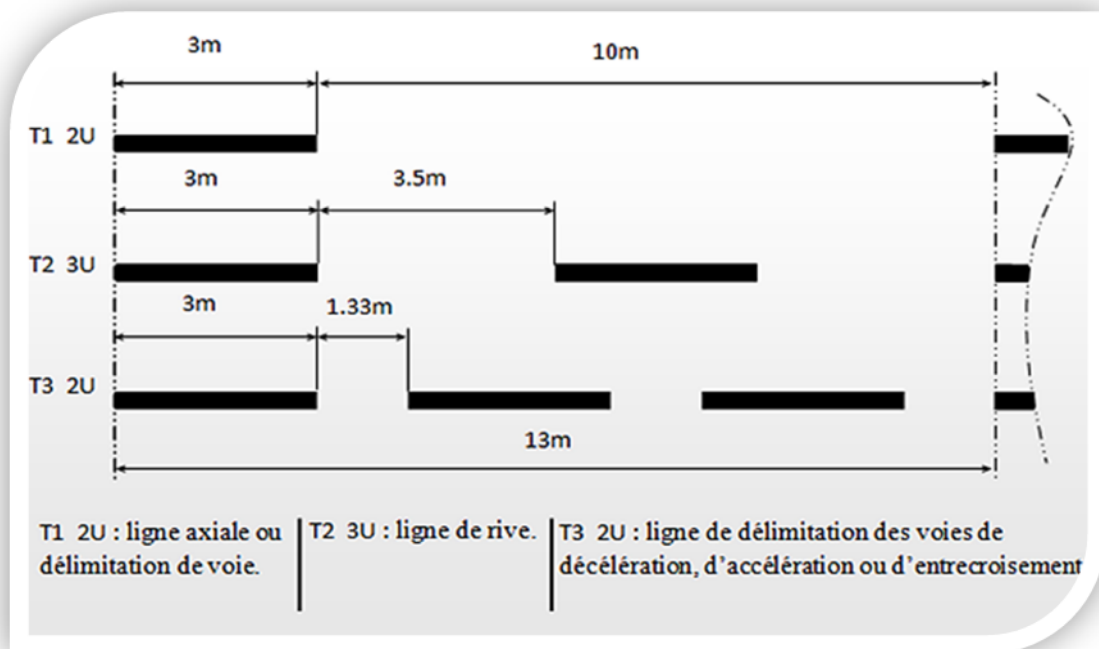 3m
10m
T1 2U
3m
3.5m
T2 3U
3m
1.33m
T3 2U
13m
T1 2U : ligne axiale ou
délimitation de voie.
T2 3U : ligne de rive.
T3 2U : ligne de délimitation des voies de
décélération, d’accélération ou d’entrecroisement